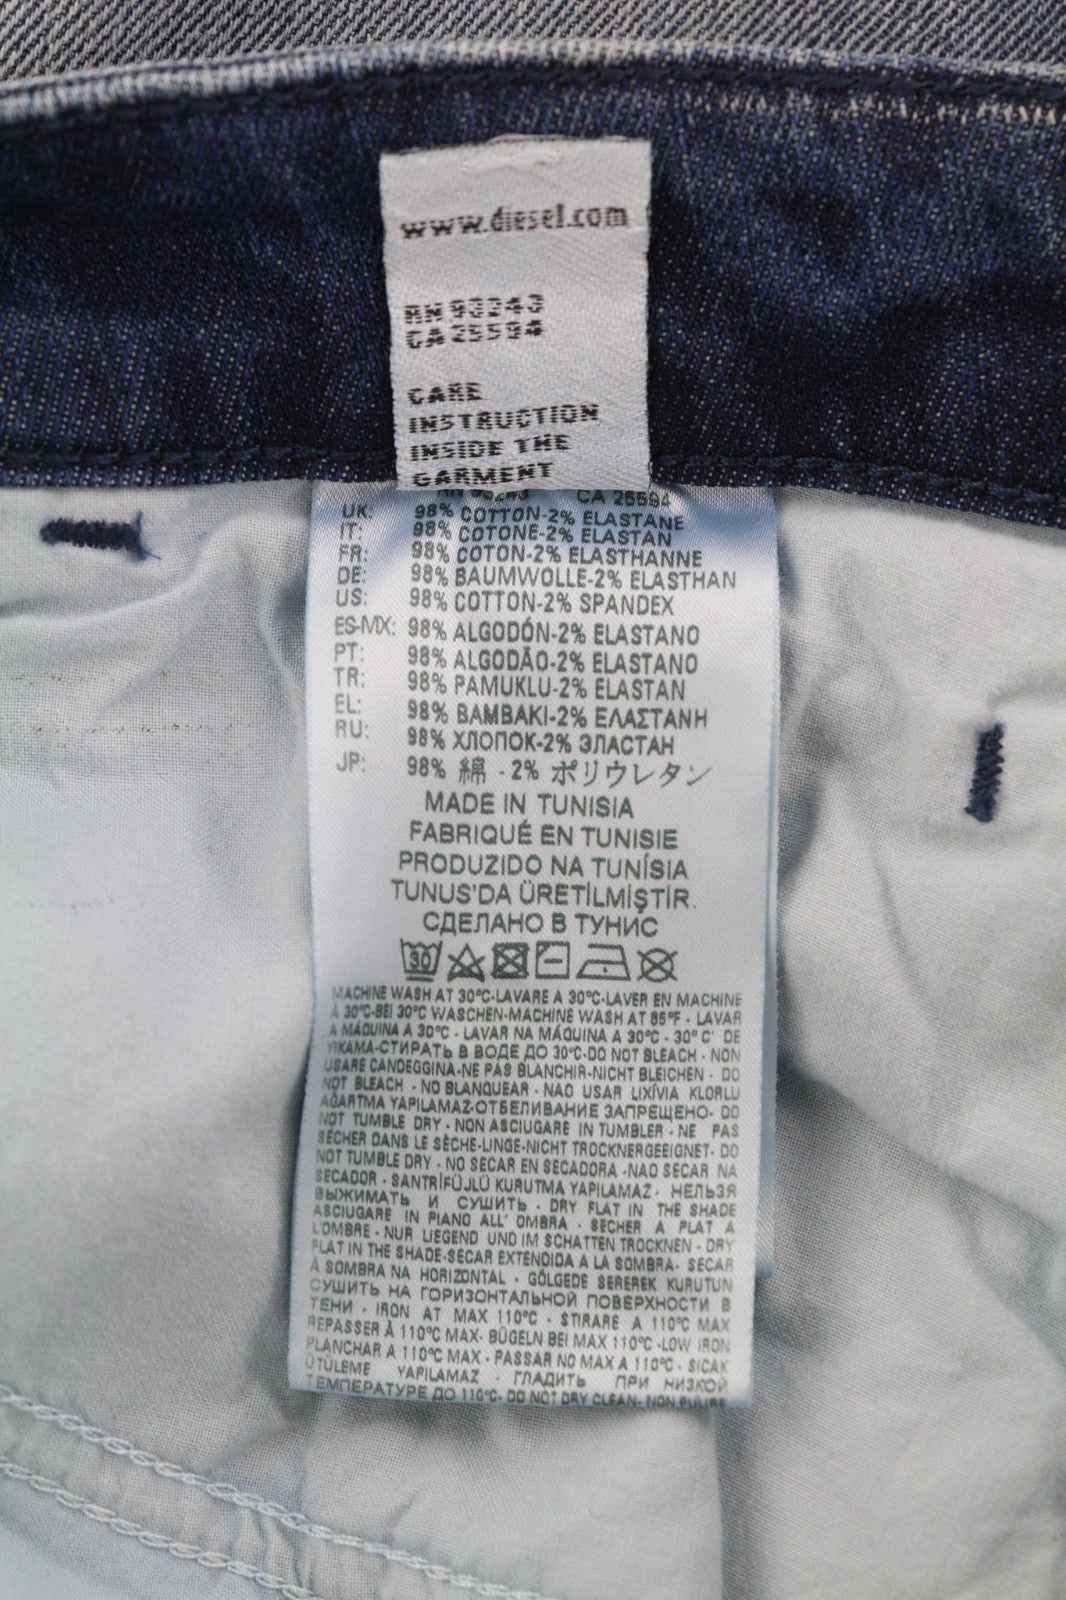 www.diesel.com
RN 93243
CA 25594
CARE
INSTRUCTION
INSIDE THE
GARMENT
RN 93243 CA 25594
UK: 98% COTTON-2% ELASTANE
IT: 98% COTONE-2% ELASTAN
FR: 98% COTON-2% ELASTHANNE
DE: 98% BAUMWOLLE-2% ELASTHAN
US: 98% COTTON-2% SPANDEX
ES-MX: 98% ALGODÓN-2% ELASTANO
PT: 98% ALGODÃO-2% ELASTANO
TR: 98% PAMUKLU-2% ELASTAN
EL: 98% ΒΑΜΒΑΚΙ-2% ΕΛΑΣΤΑΝΗ
RU: 98% ХЛОПОК-2% ЭЛАСТАН
JP: 98% 綿 - 2% ポリウレタン
MADE IN TUNISIA
FABRIQUÉ EN TUNISIE
PRODUZIDO NA TUNÍSIA
TUNUS'DA ÜRETİLMİŞTİR.
СДЕЛАНО В ТУНИС
30
MACHINE WASH AT 30°C-LAVARE A 30°C-LAVER EN MACHINE
À 30°C-BEI 30°C WASCHEN-MACHINE WASH AT 85°F - LAVAR
A MÁQUINA A 30°C - LAVAR NA MÁQUINA A 30°C - 30° C' DE
YIKAMA-СТИРАТЬ В ВОДЕ ДО 30°C-DO NOT BLEACH - NON
USARE CANDEGGINA-NE PAS BLANCHIR-NICHT BLEICHEN - DO
NOT BLEACH - NO BLANQUEAR - NAO USAR LIXÍVIA KLORLU
AĞARTMA YAPILAMAZ-ОТБЕЛИВАНИЕ ЗАПРЕЩЕНО- DO
NOT TUMBLE DRY - NON ASCIUGARE IN TUMBLER - NE PAS
SÉCHER DANS LE SÈCHE-LINGE-NICHT TROCKNERGEEIGNET- DO
NOT TUMBLE DRY - NO SECAR EN SECADORA -NAO SECAR NA
SECADOR - SANTRİFÜJLÜ KURUTMA YAPILAMAZ - НЕЛЬЗЯ
ВЫЖИМАТЬ И СУШИТЬ - DRY FLAT IN THE SHADE
ASCIUGARE IN PIANO ALL' OMBRA - SÉCHER A PLAT A
L'OMBRE - NUR LIEGEND UND IM SCHATTEN TROCKNEN - DRY
FLAT IN THE SHADE-SECAR EXTENDIDA A LA SOMBRA- SECAR
À SOMBRA NA HORIZONTAL - GÖLGEDE SEREREK KURUTUN
СУШИТЬ НА ГОРИЗОНТАЛЬНОЙ ПОВЕРХНОСТИ В
ТЕНИ - IRON AT MAX 110°C - STIRARE A 110°C MAX
REPASSER À 110°C MAX- BÜGELN BEI MAX 110°C -LOW IRON
PLANCHAR A 110°C MAX - PASSAR NO MAX A 110°C - SICAK
ÜTÜLEME YAPILAMAZ - ГЛАДИТЬ ПРИ НИЗКОЙ
ТЕМПЕРАТУРЕ ДО 110°C- DO NOT DRY CLEAN- NON PULIRE